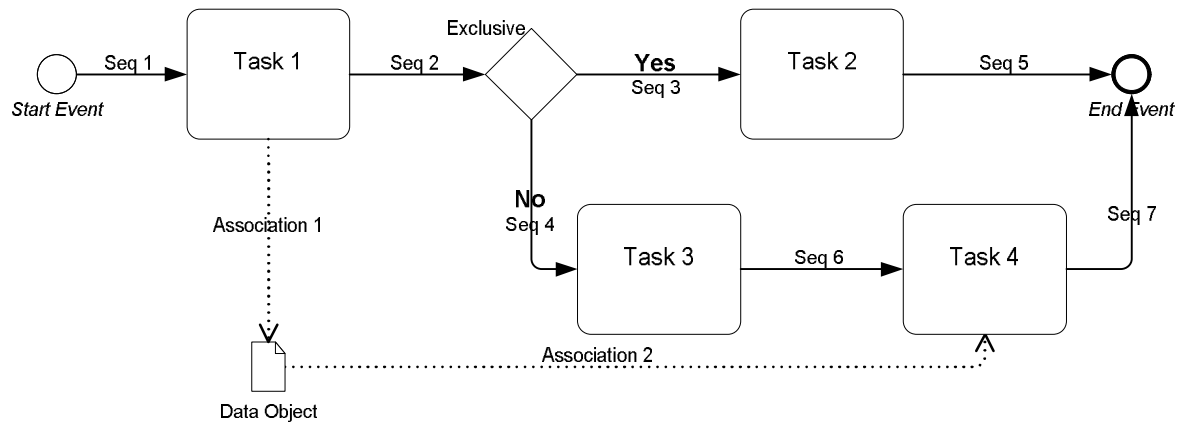 Exclusive
Seq 1
Task 1
Seq 2
Yes
Seq 3
Task 2
Seq 5
Start Event
End Event
No
Seq 4
Association 1
Task 3
Seq 6
Task 4
Seq 7
Association 2
Data Object